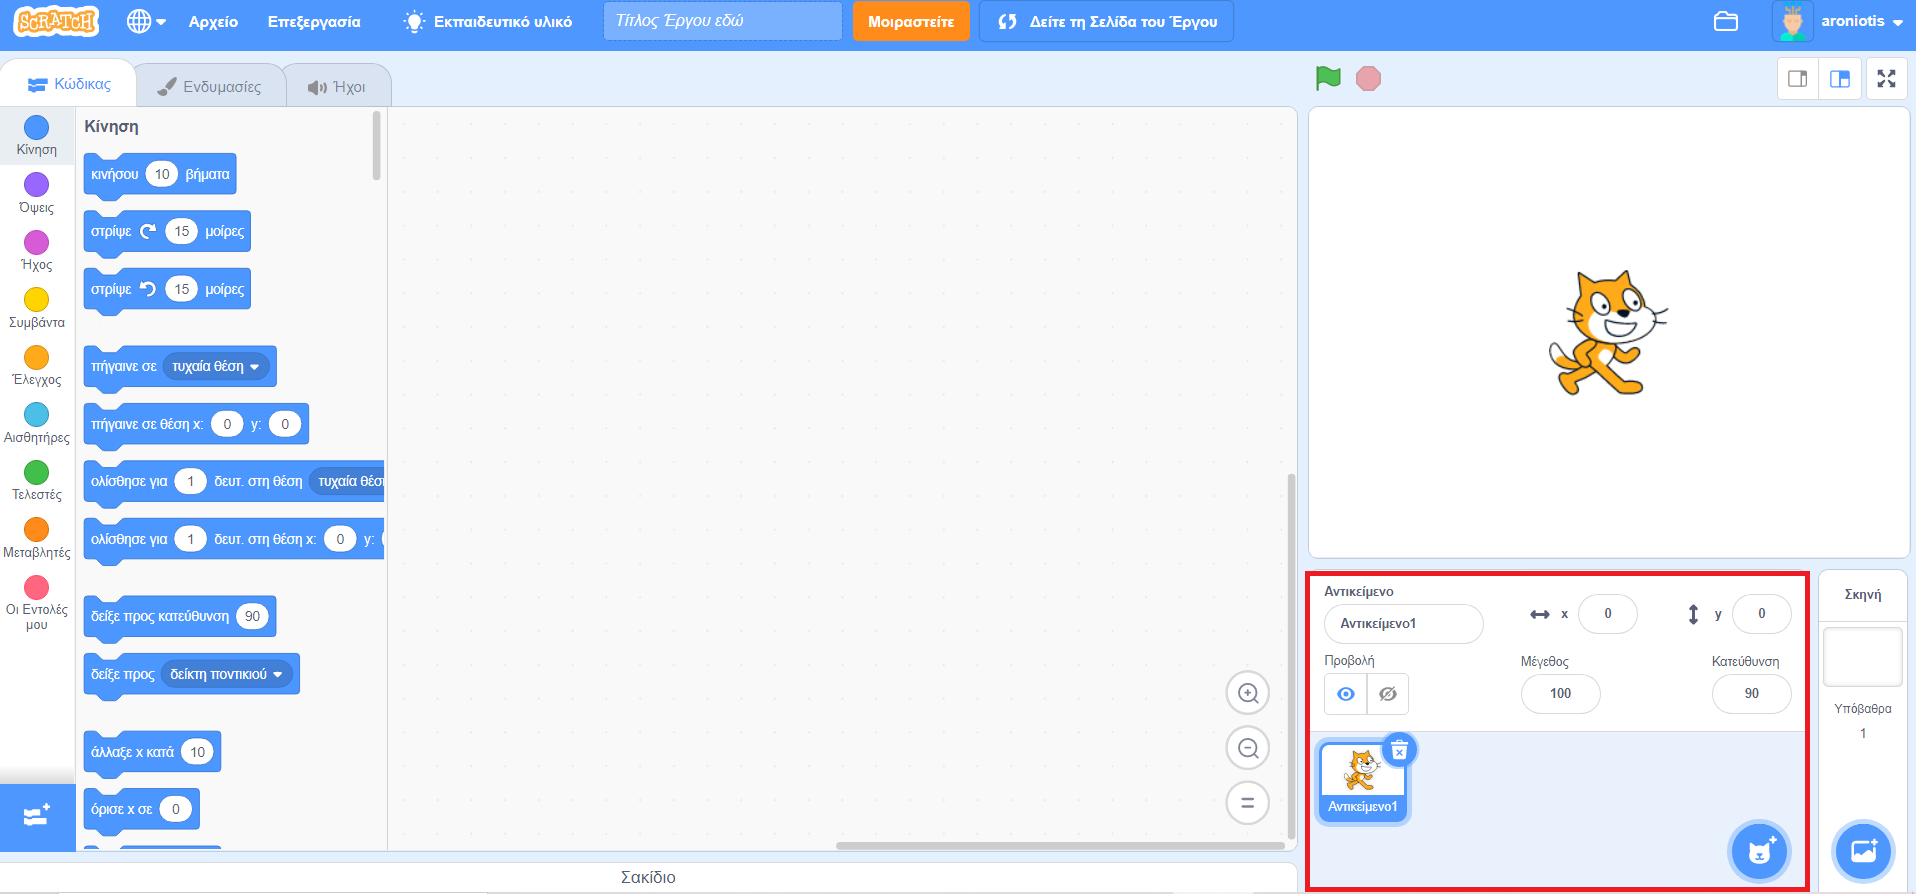 SCRATCH
Αρχείο
Επεξεργασία
Εκπαιδευτικό υλικό
Τίτλος Έργου εδώ
Μοιραστείτε
Δείτε τη Σελίδα του Έργου
aroniotis
Κώδικας
Ενδυμασίες
Ήχοι
Κίνηση
Όψεις
Ήχος
Συμβάντα
Έλεγχος
Αισθητήρες
Τελεστές
Μεταβλητές
Οι Εντολές
μου
Κίνηση
κινήσου 10 βήματα
στρίψε 15 μοίρες
στρίψε 15 μοίρες
πήγαινε σε τυχαία θέση
πήγαινε σε θέση x: 0 y: 0
ολίσθησε για 1 δευτ. στη θέση τυχαία
ολίσθησε για 1 δευτ. στη θέση x: 0 y:
δείξε προς κατεύθυνση 90
δείξε προς δείκτη ποντικιού
άλλαξε x κατά 10
όρισε x σε 0
Σακίδιο
Αντικείμενο
Αντικείμενο1
x 0
y 0
Προβολή
Μέγεθος
100
Κατεύθυνση
90
Αντικείμενο1
Σκηνή
Υπόβαθρα
1